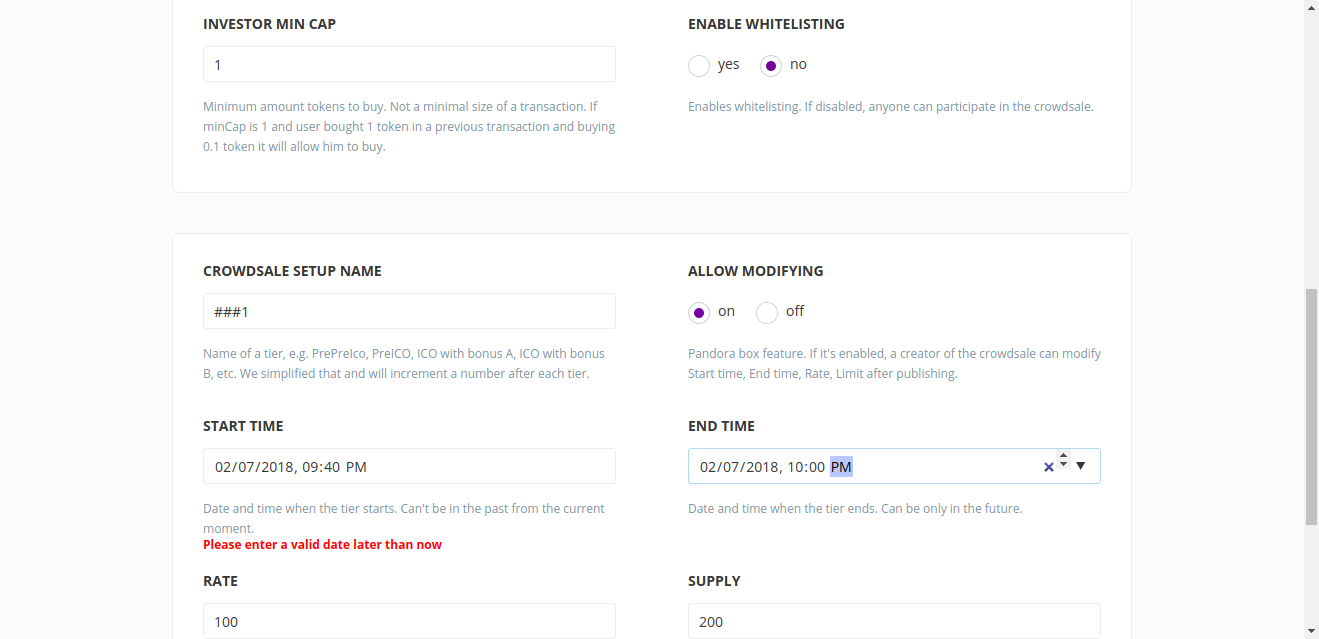 INVESTOR MIN CAP
1
Minimum amount tokens to buy. Not a minimal size of a transaction. If
minCap is 1 and user bought 1 token in a previous transaction and buying
0.1 token it will allow him to buy.
ENABLE WHITELISTING
yes no
Enables whitelisting. If disabled, anyone can participate in the crowdsale.
CROWDSALE SETUP NAME
###1
Name of a tier, e.g. PrePreIco, PreICO, ICO with bonus A, ICO with bonus
B, etc. We simplified that and will increment a number after each tier.
ALLOW MODIFYING
on off
Pandora box feature. If it's enabled, a creator of the crowdsale can modify
Start time, End time, Rate, Limit after publishing.
START TIME
02/07/2018, 09:40 PM
Date and time when the tier starts. Can't be in the past from the current
moment.
Please enter a valid date later than now
END TIME
02/07/2018, 10:00 PM
Date and time when the tier ends. Can be only in the future.
RATE
100
SUPPLY
200